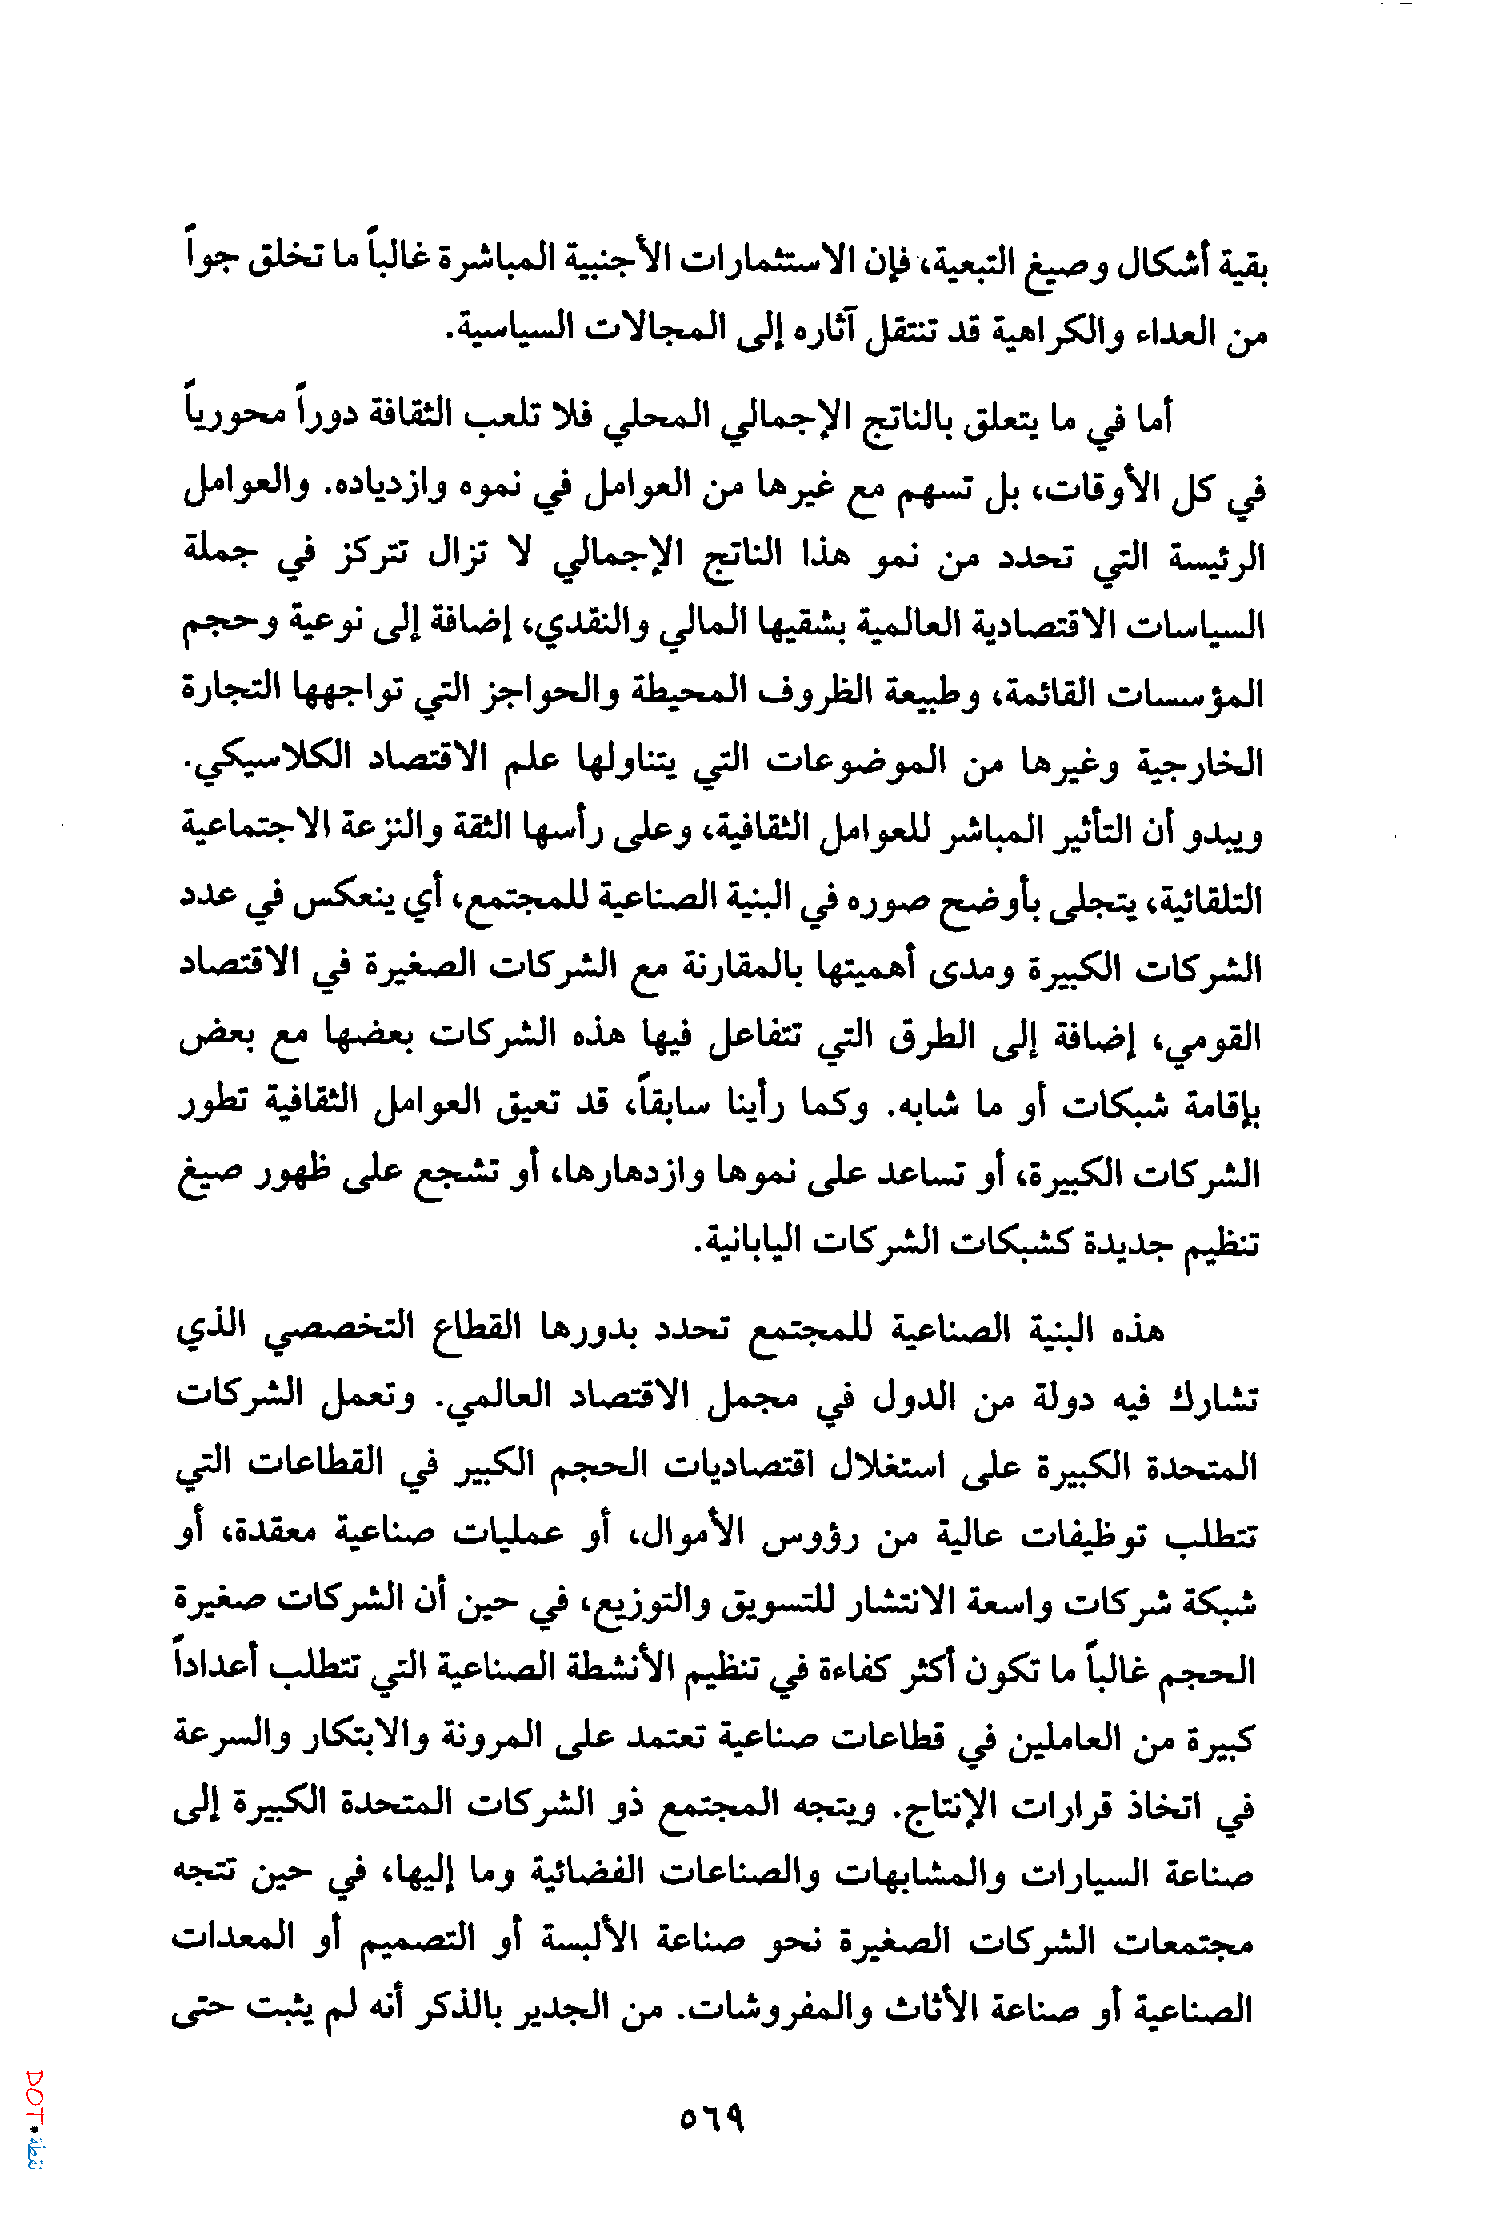 بقية أشكال وصيغ التبعية، فإن الاستثمارات الأجنبية المباشرة غالباً ما تخلق جواً
من العداء والكراهية قد تنتقل آثاره إلى المجالات السياسية.
أما في ما يتعلق بالناتج الإجمالي المحلي فلا تلعب الثقافة دوراً محورياً
في كل الأوقات، بل تسهم مع غيرها من العوامل في نموه وازدياده. والعوامل
الرئيسة التي تحدد من نمو هذا الناتج الإجمالي لا تزال تتركز في جملة
السياسات الاقتصادية العالمية بشقيها المالي والنقدي، إضافة إلى نوعية وحجم
المؤسسات القائمة، وطبيعة الظروف المحيطة والحواجز التي تواجهها التجارة
الخارجية وغيرها من الموضوعات التي يتناولها علم الاقتصاد الكلاسيكي.
ويبدو أن التأثير المباشر للعوامل الثقافية، وعلى رأسها الثقة والنزعة الاجتماعية
التلقائية، يتجلى بأوضح صوره في البنية الصناعية للمجتمع، أي ينعكس في عدد
الشركات الكبيرة ومدى أهميتها بالمقارنة مع الشركات الصغيرة في الاقتصاد
القومي، إضافة إلى الطرق التي تتفاعل فيها هذه الشركات بعضها مع بعض
بإقامة شبكات أو ما شابه. وكما رأينا سابقاً، قد تعيق العوامل الثقافية تطور
الشركات الكبيرة، أو تساعد على نموها وازدهارها، أو تشجع على ظهور صيغ
تنظيم جديدة كشبكات الشركات اليابانية.
هذه البنية الصناعية للمجتمع تحدد بدورها القطاع التخصصي الذي
تشارك فيه دولة من الدول في مجمل الاقتصاد العالمي. وتعمل الشركات
المتحدة الكبيرة على استغلال اقتصاديات الحجم الكبير في القطاعات التي
تتطلب توظيفات عالية من رؤوس الأموال، أو عمليات صناعية معقدة، أو
شبكة شركات واسعة الانتشار للتسويق والتوزيع، في حين أن الشركات صغيرة
الحجم غالباً ما تكون أكثر كفاءة في تنظيم الأنشطة الصناعية التي تتطلب أعداداً
كبيرة من العاملين في قطاعات صناعية تعتمد على المرونة والابتكار والسرعة
في اتخاذ قرارات الإنتاج. ويتجه المجتمع ذو الشركات المتحدة الكبيرة إلى
صناعة السيارات والمشابهات والصناعات الفضائية وما إليها، في حين تتجه
مجتمعات الشركات الصغيرة نحو صناعة الألبسة أو التصميم أو المعدات
الصناعية أو صناعة الأثاث والمفروشات. من الجدير بالذكر أنه لم يثبت حتى
٥٦٩
DOT • نقطة